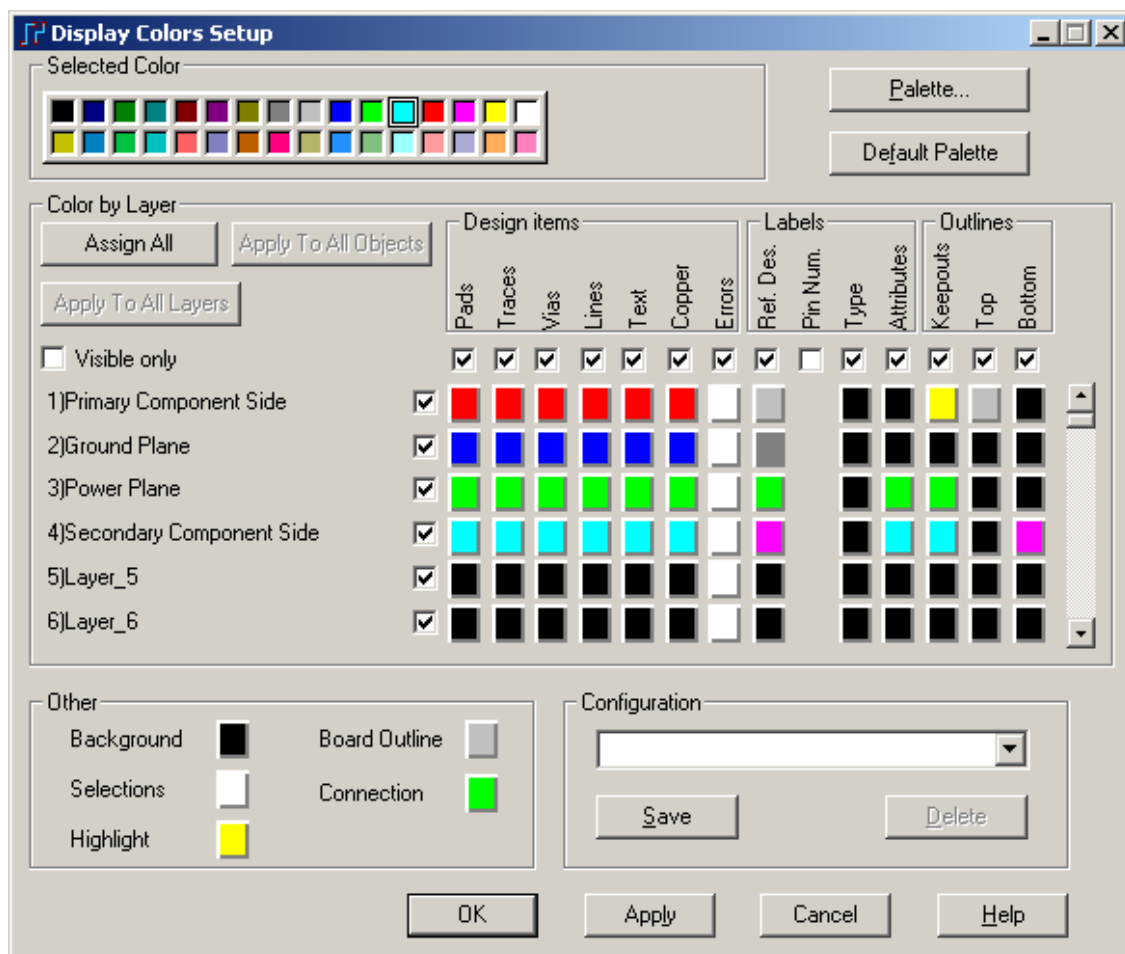 Display Colors Setup
Selected Color
Palette...
Default Palette
Color by Layer
Assign All
Apply To All Objects
Apply To All Layers
Design items
Labels
Outlines
Pads
Traces
Vias
Lines
Text
Copper
Errors
Ref. Des.
Pin Num.
Type
Attributes
Keepouts
Top
Bottom
Visible only
1)Primary Component Side
2)Ground Plane
3)Power Plane
4)Secondary Component Side
5)Layer_5
6)Layer_6
Other
Background
Board Outline
Selections
Connection
Highlight
Configuration
Save
Delete
OK
Apply
Cancel
Help